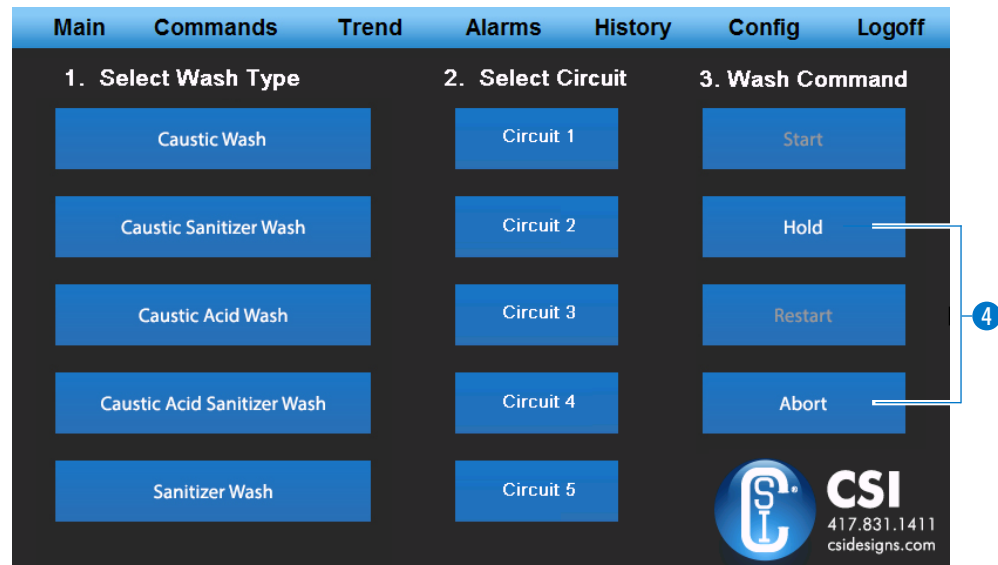 Main Commands Trend Alarms History Config Logoff
1. Select Wash Type
Caustic Wash
Caustic Sanitizer Wash
Caustic Acid Wash
Caustic Acid Sanitizer Wash
Sanitizer Wash
2. Select Circuit
Circuit 1
Circuit 2
Circuit 3
Circuit 4
Circuit 5
3. Wash Command
Start
Hold
Restart
Abort
4
CSI®
CSI
417.831.1411
csidesigns.com